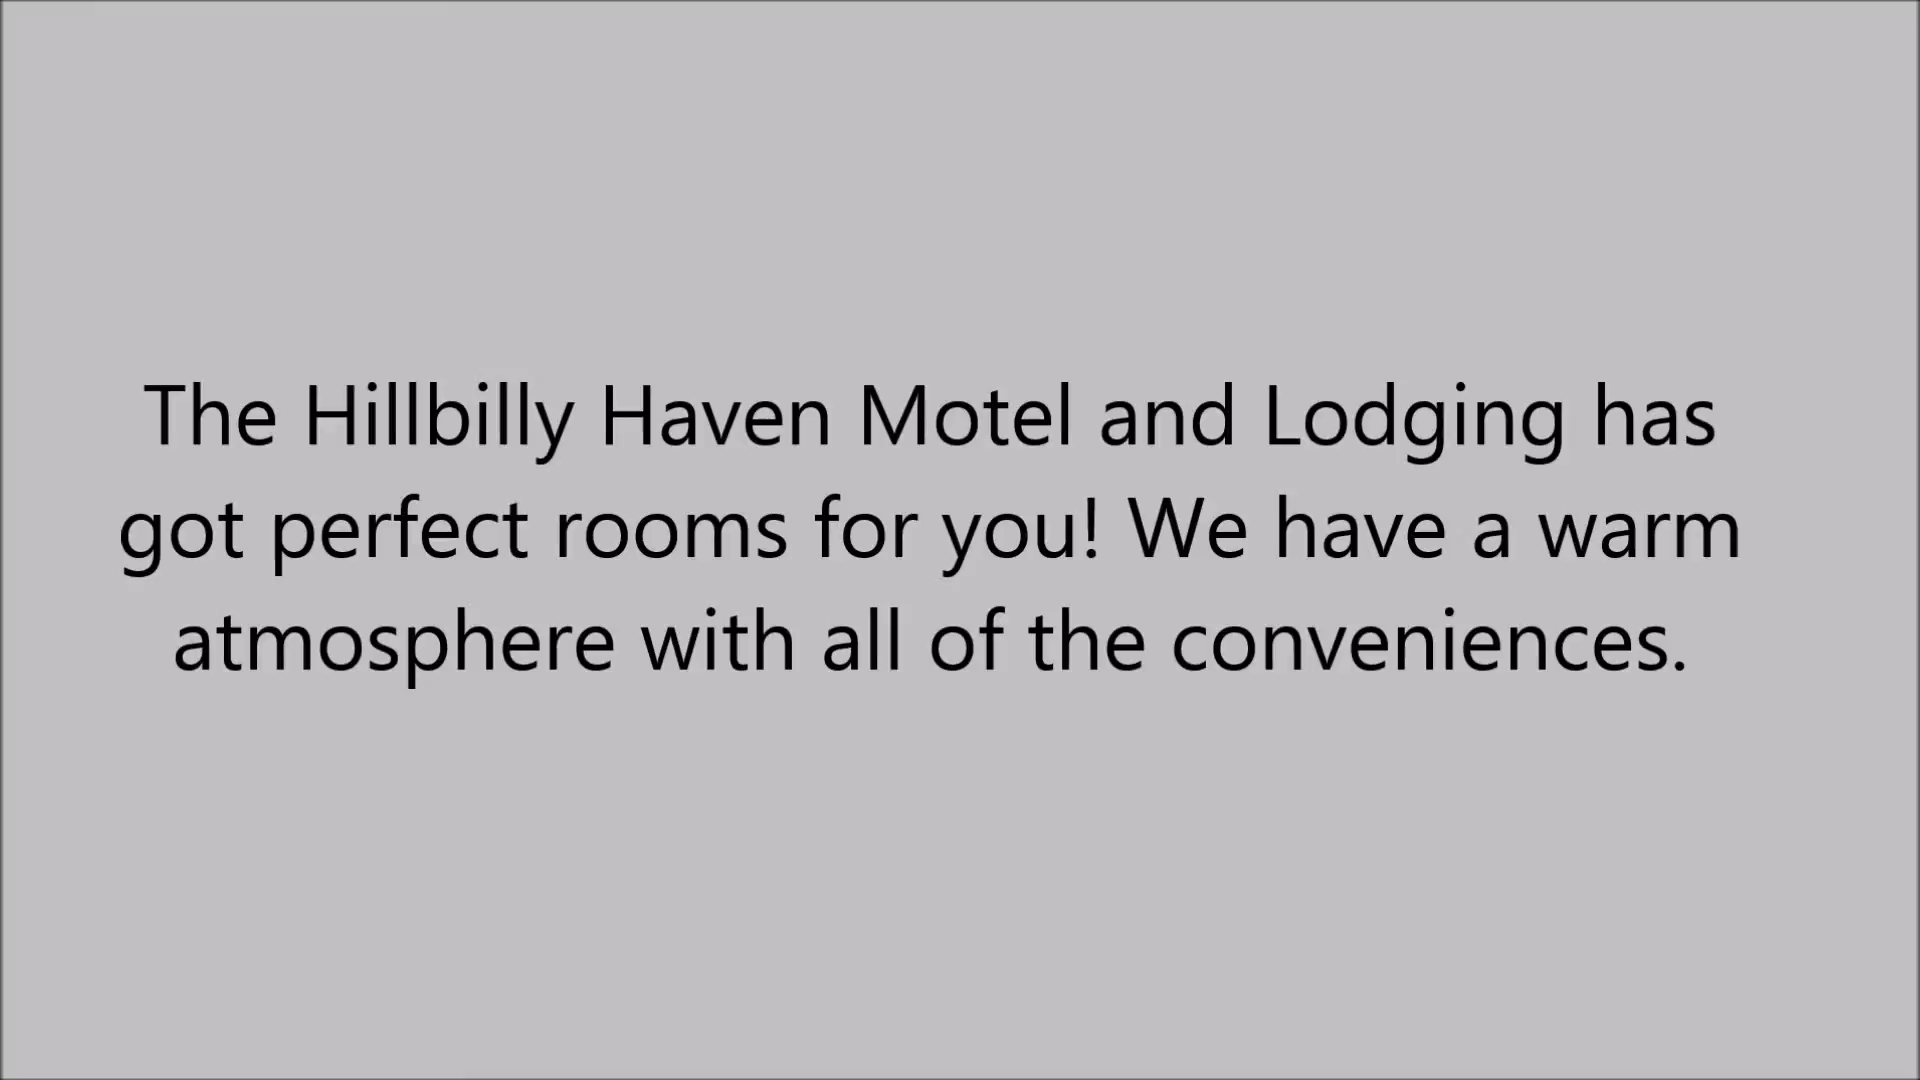 The Hillbilly Haven Motel and Lodging has
got perfect rooms for you! We have a warm
atmosphere with all of the conveniences.